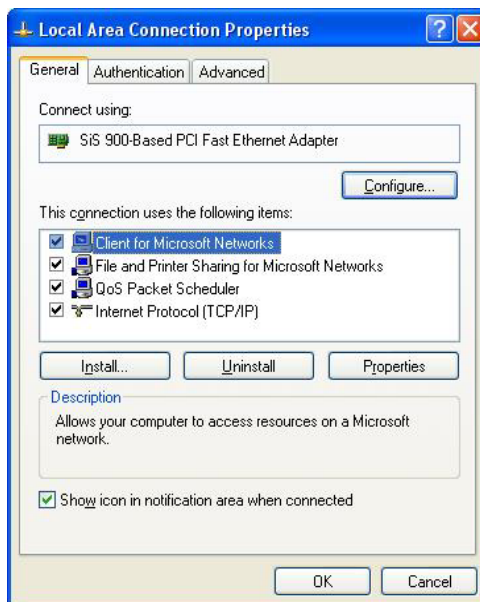 Local Area Connection Properties
General Authentication Advanced
Connect using:
SiS 900-Based PCI Fast Ethernet Adapter
Configure...
This connection uses the following items:
Client for Microsoft Networks
File and Printer Sharing for Microsoft Networks
QoS Packet Scheduler
Internet Protocol (TCP/IP)
Install... Uninstall Properties
Description
Allows your computer to access resources on a Microsoft
network.
Show icon in notification area when connected
OK Cancel